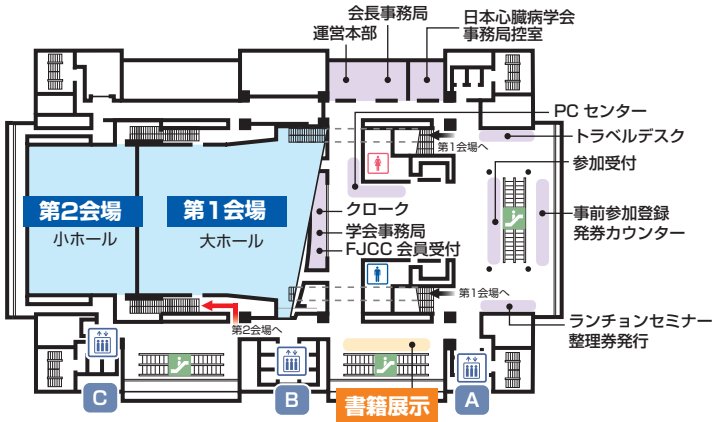 会長事務局
運営本部
日本心臓病学会
事務局控室
PC センター
トラベルデスク
第1会場へ
参加受付
第2会場
小ホール
第1会場
大ホール
クローク
学会事務局
FJCC 会員受付
事前参加登録
発券カウンター
第1会場へ
第2会場へ
ランチョンセミナー
整理券発行
C
B
書籍展示
A